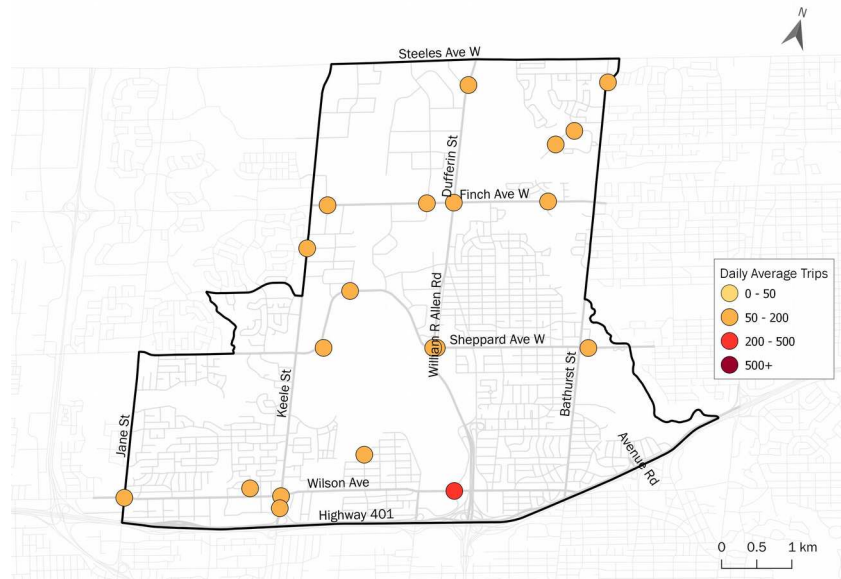 N
Steeles Ave W
Dufferin St
Finch Ave W
William R Allen Rd
Sheppard Ave W
Bathurst St
Keele St
Jane St
Avenue Rd
Wilson Ave
Highway 401
Daily Average Trips
0 - 50
50 - 200
200 - 500
500+
0 0.5 1 km